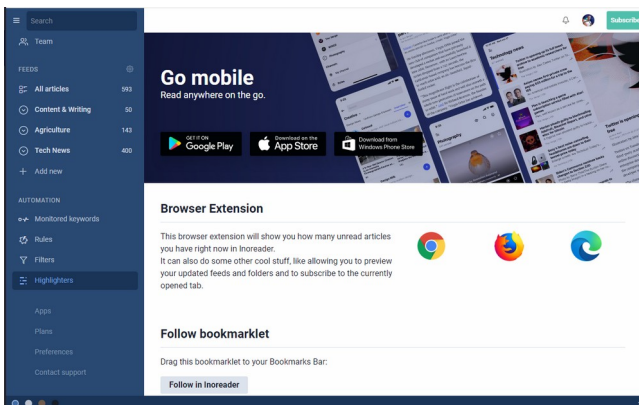 Search
Subscribe
Team
FEEDS
All articles 593
Content & Writing 50
Agriculture 143
Tech News 400
Add new
AUTOMATION
Monitored keywords
Rules
Filters
Highlighters
Apps
Plans
Preferences
Contact support
Go mobile
Read anywhere on the go.
GET IT ON
Google Play
Download on the
App Store
Download from
Windows Phone Store
Technology news
Photography
Browser Extension
This browser extension will show you how many unread articles
you have right now in Inoreader.
It can also do some other cool stuff, like allowing you to preview
your updated feeds and folders and to subscribe to the currently
opened tab.
Follow bookmarklet
Drag this bookmarklet to your Bookmarks Bar:
Follow in Inoreader